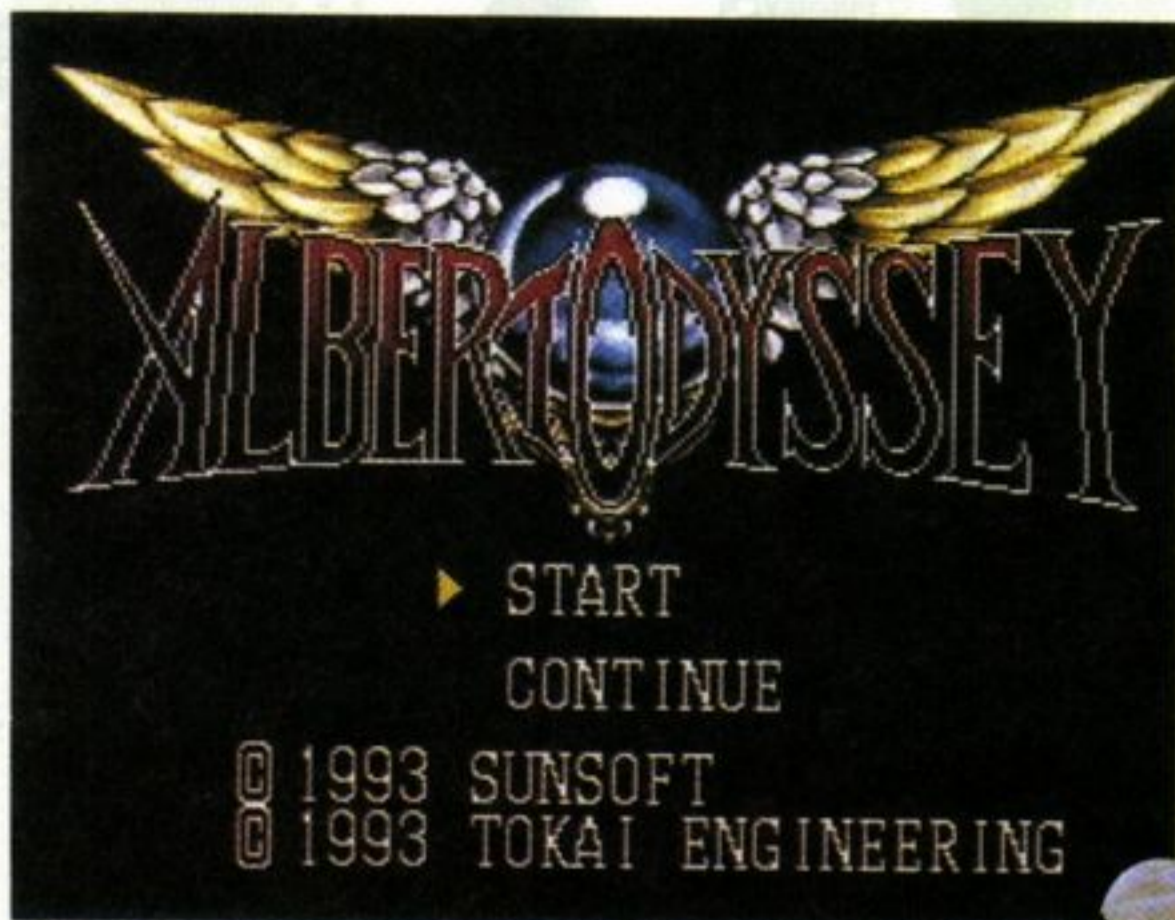 ALBERT ODYSSEY
START
CONTINUE
© 1993 SUNSOFT
© 1993 TOKAI ENGINEERING